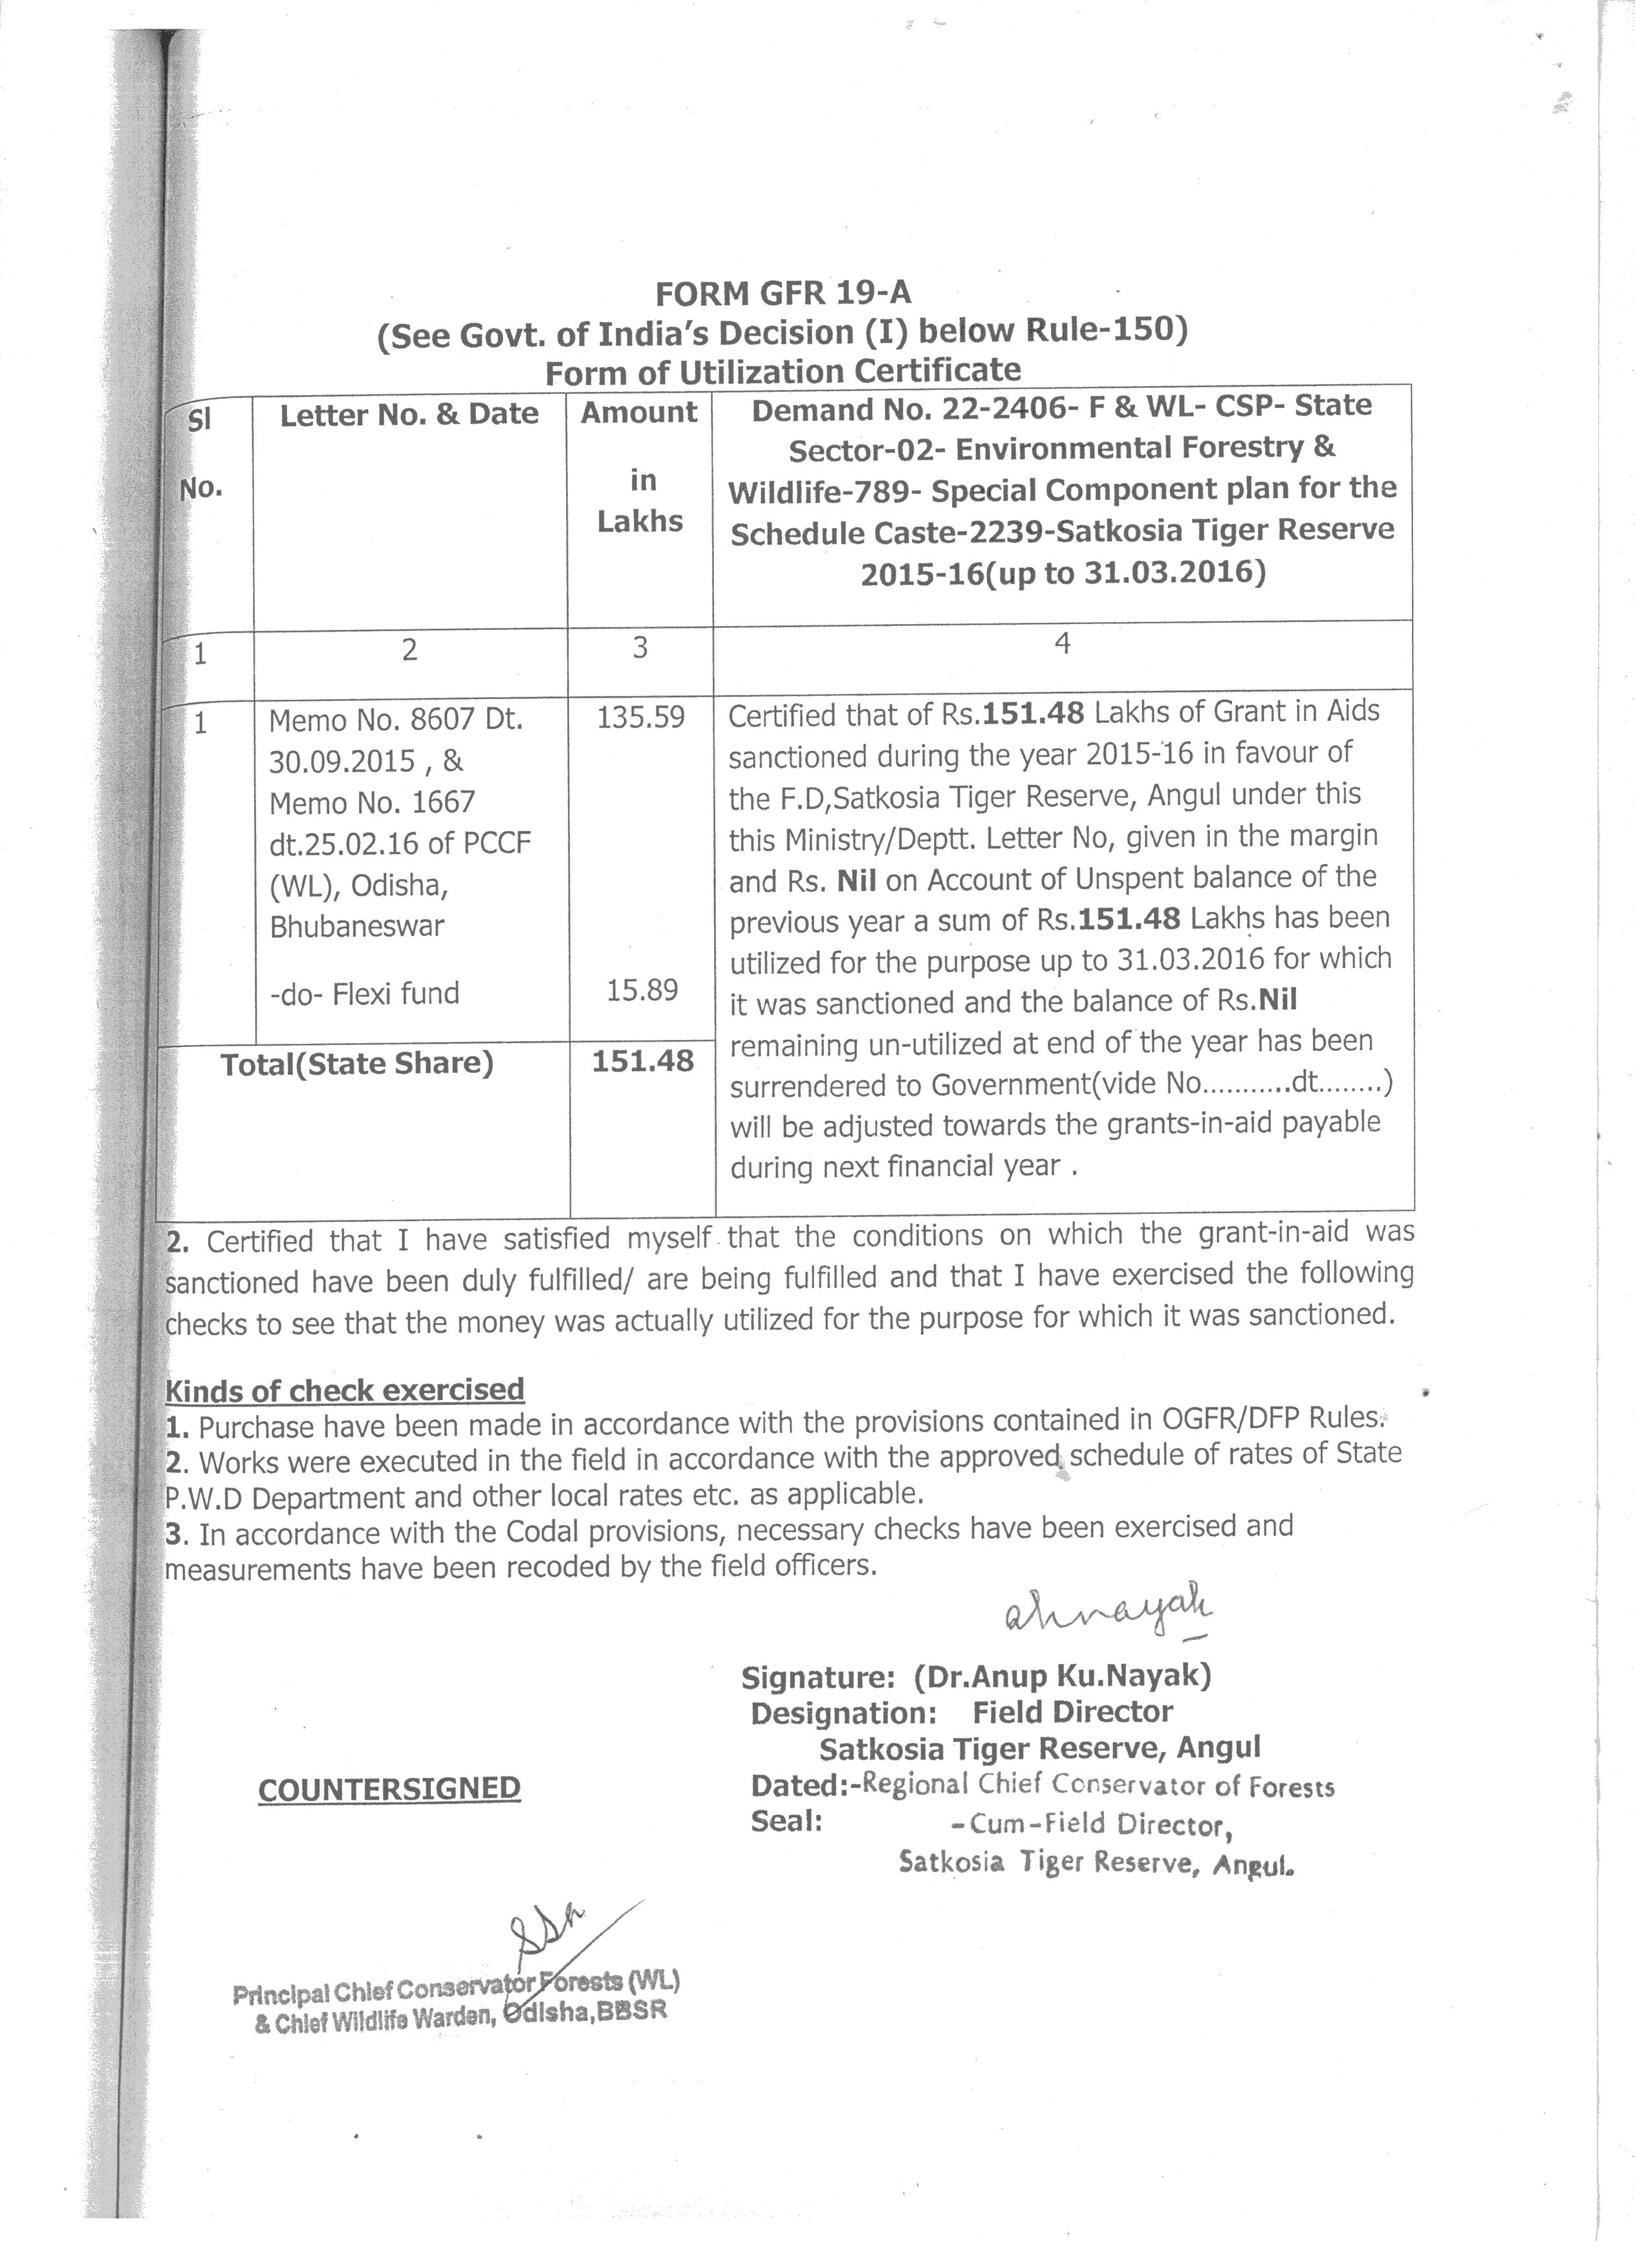 FORM GFR 19-A
(See Govt. of India’s Decision (I) below Rule-150)
Form of Utilization Certificate
Sl No.
Letter No. & Date
Amount in Lakhs
Demand No. 22-2406- F & WL- CSP- State
Sector-02- Environmental Forestry &
Wildlife-789- Special Component plan for the
Schedule Caste-2239-Satkosia Tiger Reserve
2015-16(up to 31.03.2016)
1 2 3 4
1
Memo No. 8607 Dt.
30.09.2015 , &
Memo No. 1667
dt.25.02.16 of PCCF
(WL), Odisha,
Bhubaneswar
135.59
-do- Flexi fund 15.89
Total(State Share) 151.48
Certified that of Rs.151.48 Lakhs of Grant in Aids
sanctioned during the year 2015-16 in favour of
the F.D,Satkosia Tiger Reserve, Angul under this
this Ministry/Deptt. Letter No, given in the margin
and Rs. Nil on Account of Unspent balance of the
previous year a sum of Rs.151.48 Lakhs has been
utilized for the purpose up to 31.03.2016 for which
it was sanctioned and the balance of Rs.Nil
remaining un-utilized at end of the year has been
surrendered to Government(vide No...........dt........)
will be adjusted towards the grants-in-aid payable
during next financial year .
2. Certified that I have satisfied myself that the conditions on which the grant-in-aid was
sanctioned have been duly fulfilled/ are being fulfilled and that I have exercised the following
checks to see that the money was actually utilized for the purpose for which it was sanctioned.
Kinds of check exercised
1. Purchase have been made in accordance with the provisions contained in OGFR/DFP Rules.
2. Works were executed in the field in accordance with the approved schedule of rates of State
P.W.D Department and other local rates etc. as applicable.
3. In accordance with the Codal provisions, necessary checks have been exercised and
measurements have been recoded by the field officers.
Signature: (Dr.Anup Ku.Nayak)
Designation: Field Director
Satkosia Tiger Reserve, Angul
Dated:-Regional Chief Conservator of Forests
Seal: -Cum-Field Director,
Satkosia Tiger Reserve, Angul.
COUNTERSIGNED
Principal Chief Conservator Forests (WL)
& Chief Wildlife Warden, Odisha,BBSR